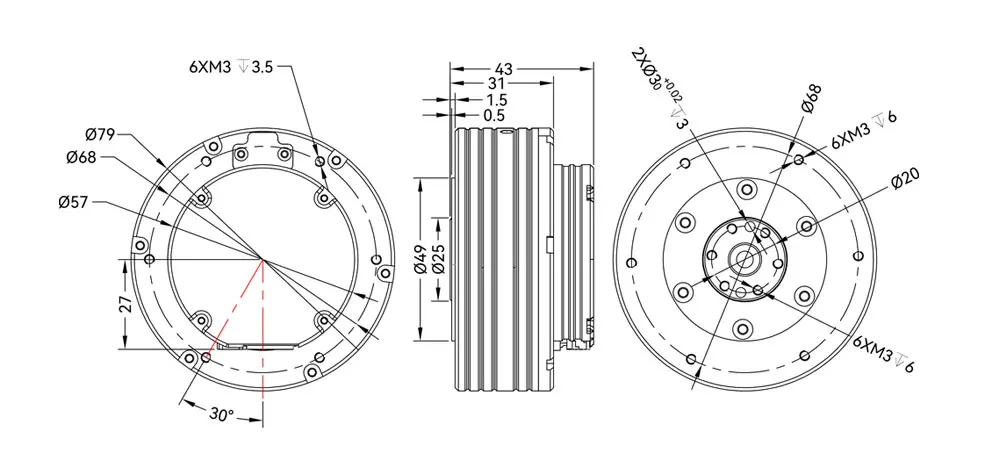 6XM3 ↧3.5
Ø79
Ø68
Ø57
27
30°
43
31
1.5
0.5
Ø49
Ø25
2XØ3 +0.02 0
↧3
Ø68
6XM3 ↧6
Ø20
6XM3 ↧6